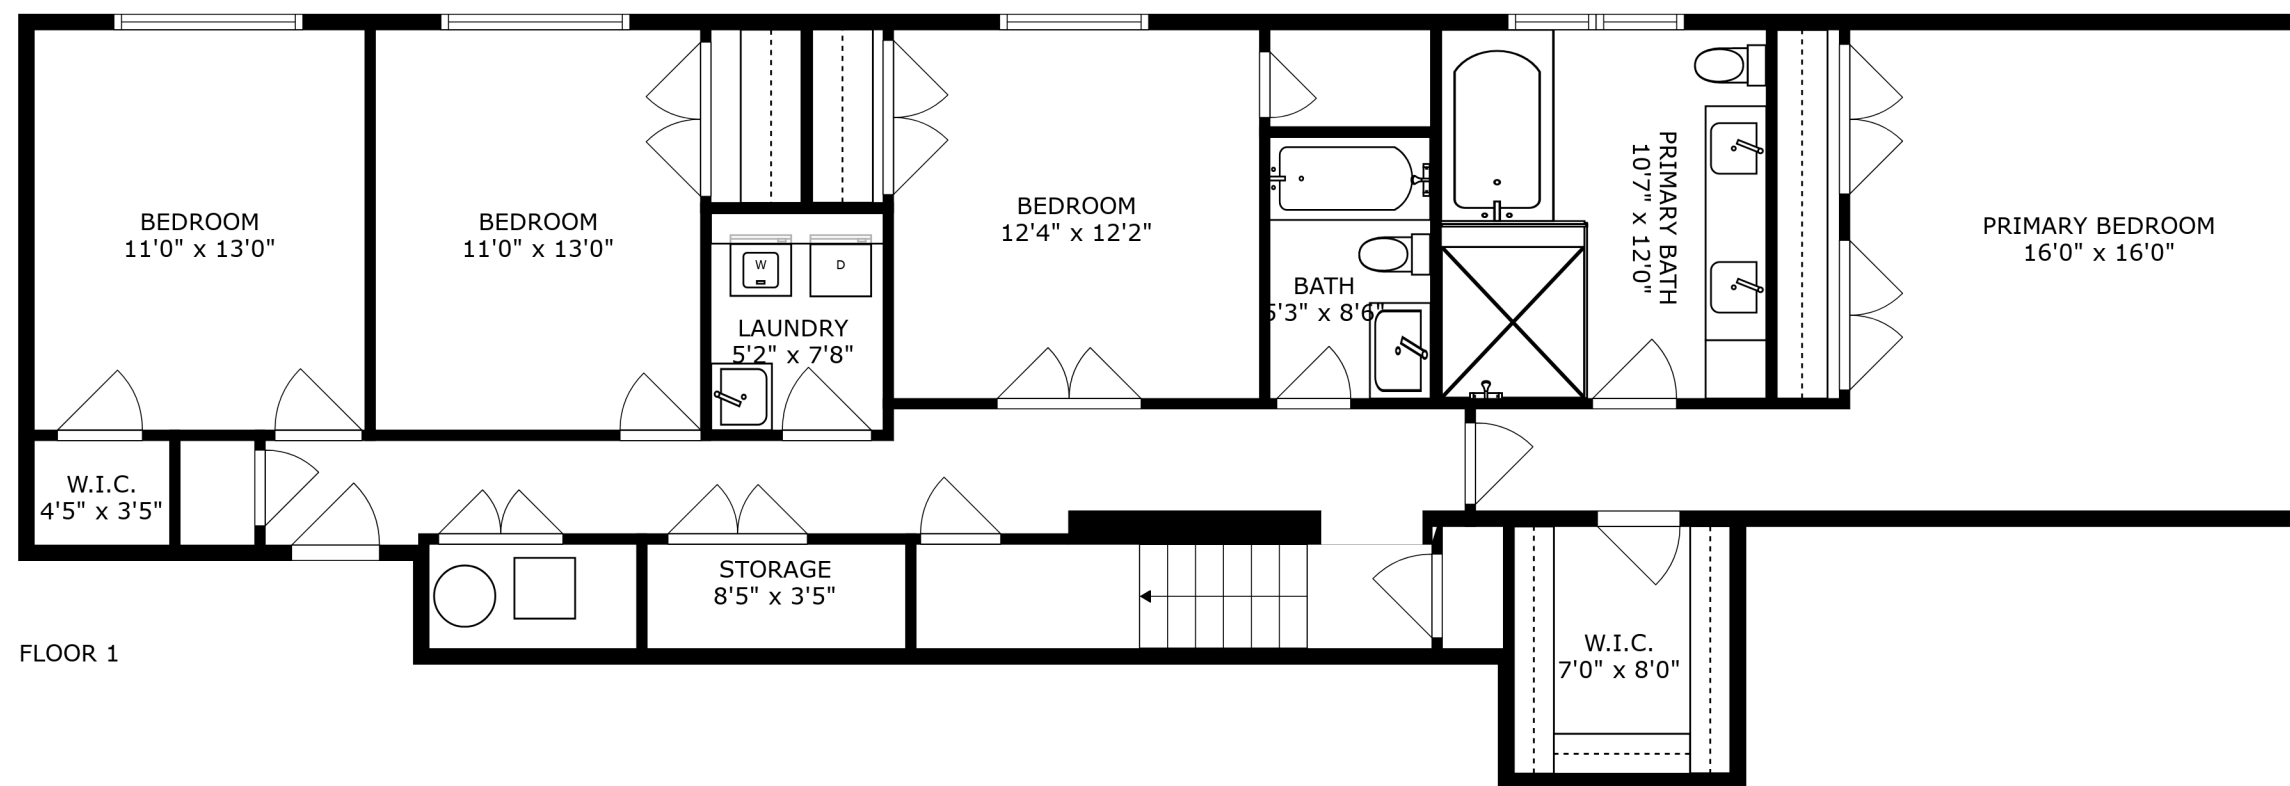 BEDROOM
11'0" x 13'0"
BEDROOM
11'0" x 13'0"
W
D
LAUNDRY
5'2" x 7'8"
BEDROOM
12'4" x 12'2"
BATH
5'3" x 8'6"
PRIMARY BATH
10'7" x 12'0"
PRIMARY BEDROOM
16'0" x 16'0"
W.I.C.
4'5" x 3'5"
STORAGE
8'5" x 3'5"
W.I.C.
7'0" x 8'0"
FLOOR 1